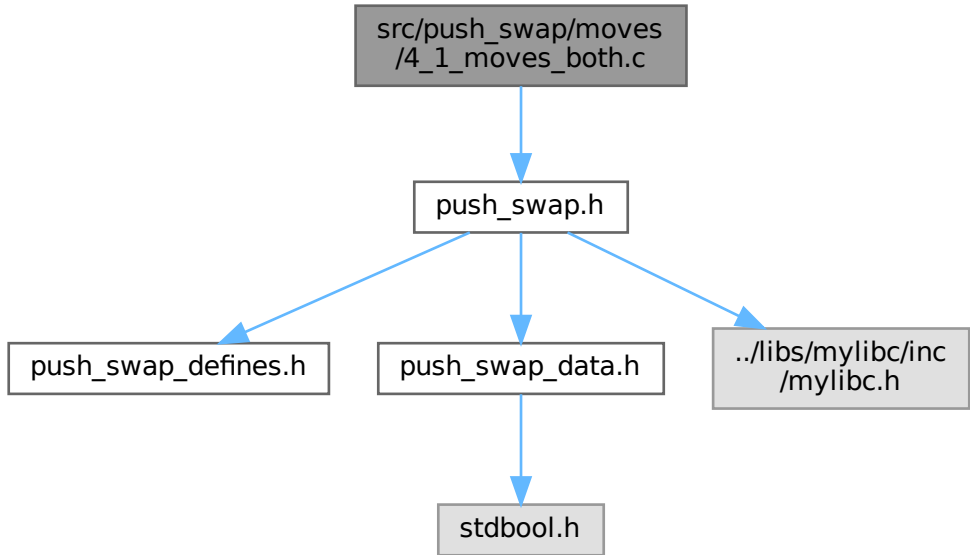 src/push_swap/moves
/4_1_moves_both.c
push_swap.h
push_swap_defines.h
push_swap_data.h
../libs/mylibc/inc
/mylibc.h
stdbool.h